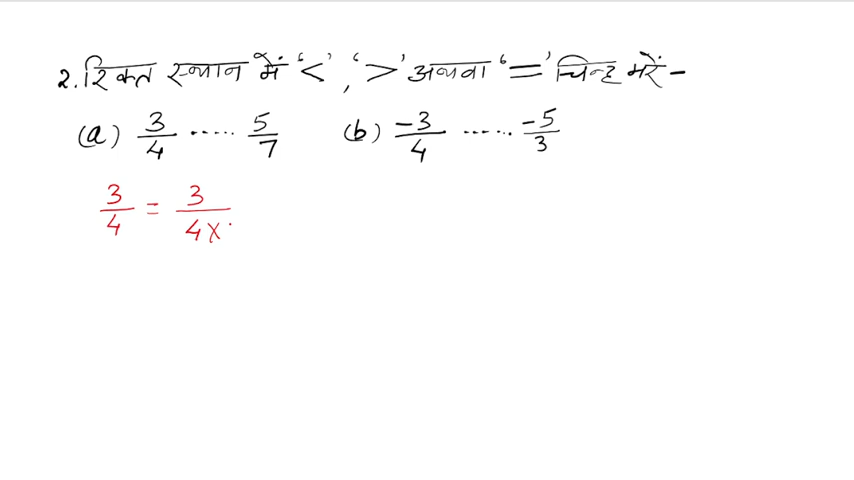 2. रिक्त स्थान में '<', '>' अथवा '=' चिन्ह भरें -
(a) 3/4 ...... 5/7 (b) -3/4 ...... -5/3
3/4 = 3/4×